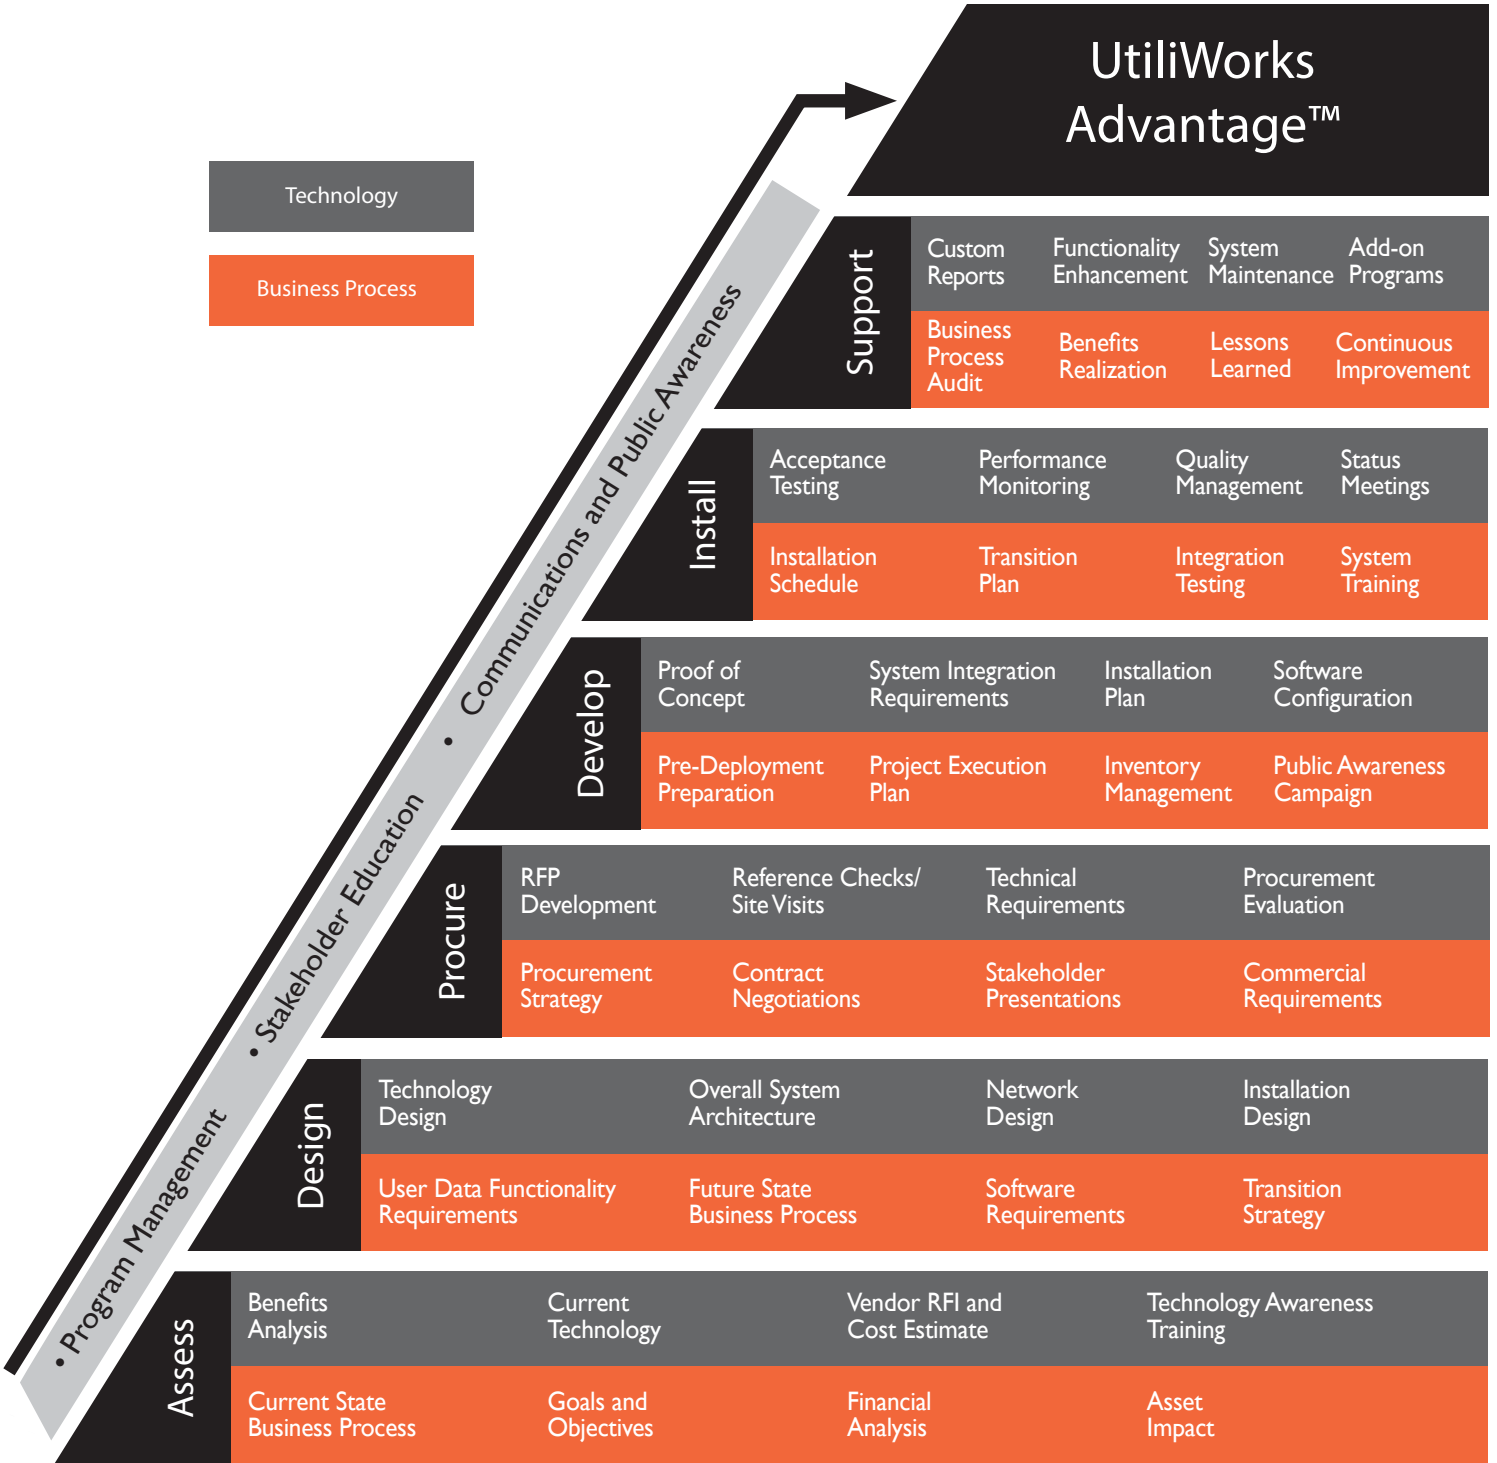 UtiliWorks
Advantage™
Technology
Business Process
• Program Management • Stakeholder Education • Communications and Public Awareness
Support
Custom
Reports
Functionality
Enhancement
System
Maintenance
Add-on
Programs
Business
Process
Audit
Benefits
Realization
Lessons
Learned
Continuous
Improvement
Install
Acceptance
Testing
Performance
Monitoring
Quality
Management
Status
Meetings
Installation
Schedule
Transition
Plan
Integration
Testing
System
Training
Develop
Proof of
Concept
System Integration
Requirements
Installation
Plan
Software
Configuration
Pre-Deployment
Preparation
Project Execution
Plan
Inventory
Management
Public Awareness
Campaign
Procure
RFP
Development
Reference Checks/
Site Visits
Technical
Requirements
Procurement
Evaluation
Procurement
Strategy
Contract
Negotiations
Stakeholder
Presentations
Commercial
Requirements
Design
Technology
Design
Overall System
Architecture
Network
Design
Installation
Design
User Data Functionality
Requirements
Future State
Business Process
Software
Requirements
Transition
Strategy
Assess
Benefits
Analysis
Current
Technology
Vendor RFI and
Cost Estimate
Technology Awareness
Training
Current State
Business Process
Goals and
Objectives
Financial
Analysis
Asset
Impact